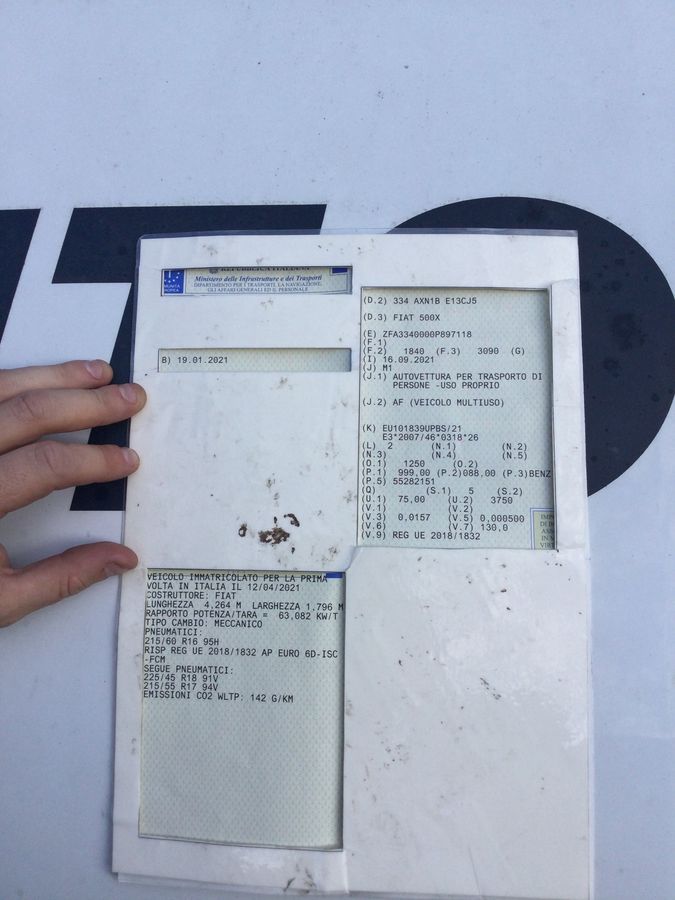 TO
REPUBBLICA ITALIANA
Ministero delle Infrastrutture e dei Trasporti
DIPARTIMENTO PER I TRASPORTI, LA NAVIGAZIONE,
GLI AFFARI GENERALI ED IL PERSONALE
B) 19.01.2021
(D.2) 334 AXN1B E13CJ5
(D.3) FIAT 500X
(E) ZFA3340000P897118
(F.1)
(F.2) 1840 (F.3) 3090 (G)
(I) 16.09.2021
(J) M1
(J.1) AUTOVETTURA PER TRASPORTO DI
PERSONE -USO PROPRIO
(J.2) AF (VEICOLO MULTIUSO)
(K) EU101839UPBS/21
E3*2007/46*0318*26
(L) 2 (N.1) (N.2)
(N.3) (N.4) (N.5)
(O.1) 1250 (O.2)
(P.1) 999,00 (P.2)088,00 (P.3)BENZ
(P.5) 55282151
(Q) (S.1) 5 (S.2)
(U.1) 75,00 (U.2) 3750
(V.1) (V.2)
(V.3) 0,0157 (V.5) 0,000500
(V.6) (V.7) 130,0
(V.9) REG UE 2018/1832
VEICOLO IMMATRICOLATO PER LA PRIMA
VOLTA IN ITALIA IL 12/04/2021
COSTRUTTORE: FIAT
LUNGHEZZA 4,264 M LARGHEZZA 1,796 M
RAPPORTO POTENZA/TARA = 63,082 KW/T
TIPO CAMBIO: MECCANICO
PNEUMATICI:
215/60 R16 95H
RISP REG UE 2018/1832 AP EURO 6D-ISC
-FCM
SEGUE PNEUMATICI:
225/45 R18 91V
215/55 R17 94V
EMISSIONI CO2 WLTP: 142 G/KM